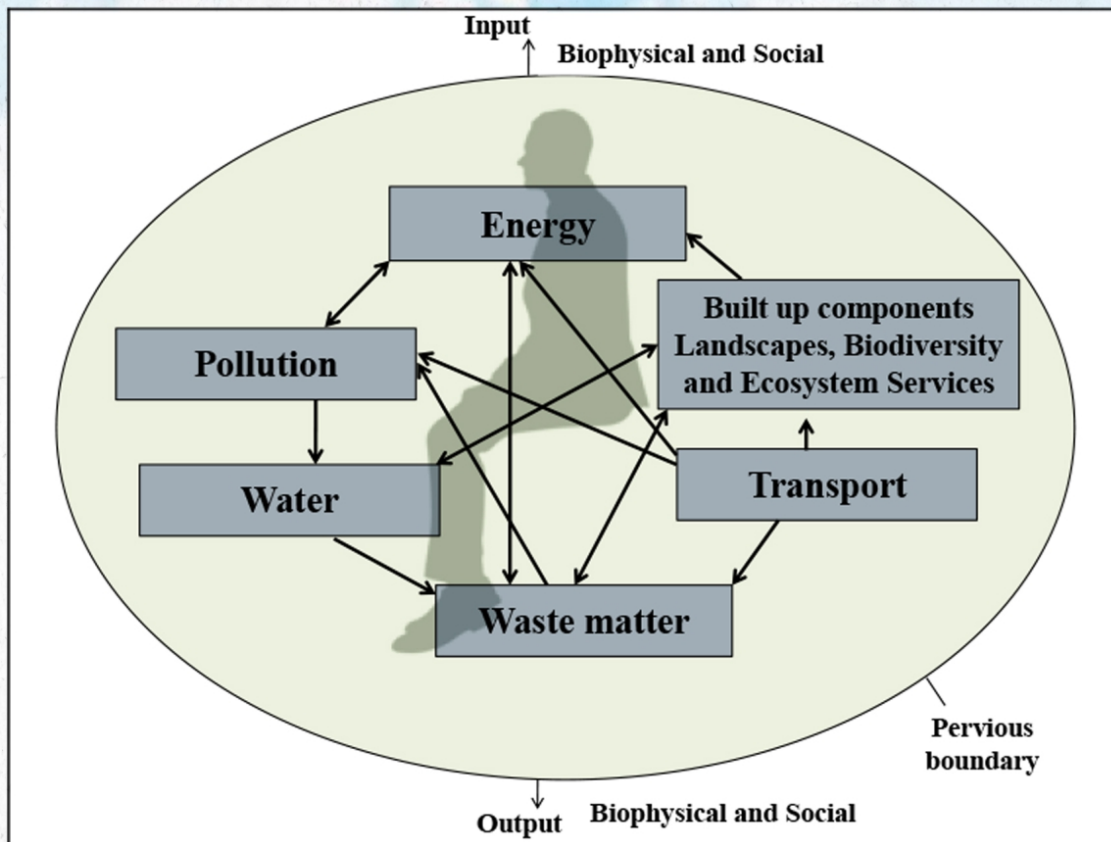 Input
Biophysical and Social
Energy
Built up components
Landscapes, Biodiversity
and Ecosystem Services
Pollution
Water
Transport
Waste matter
Pervious
boundary
Output
Biophysical and Social